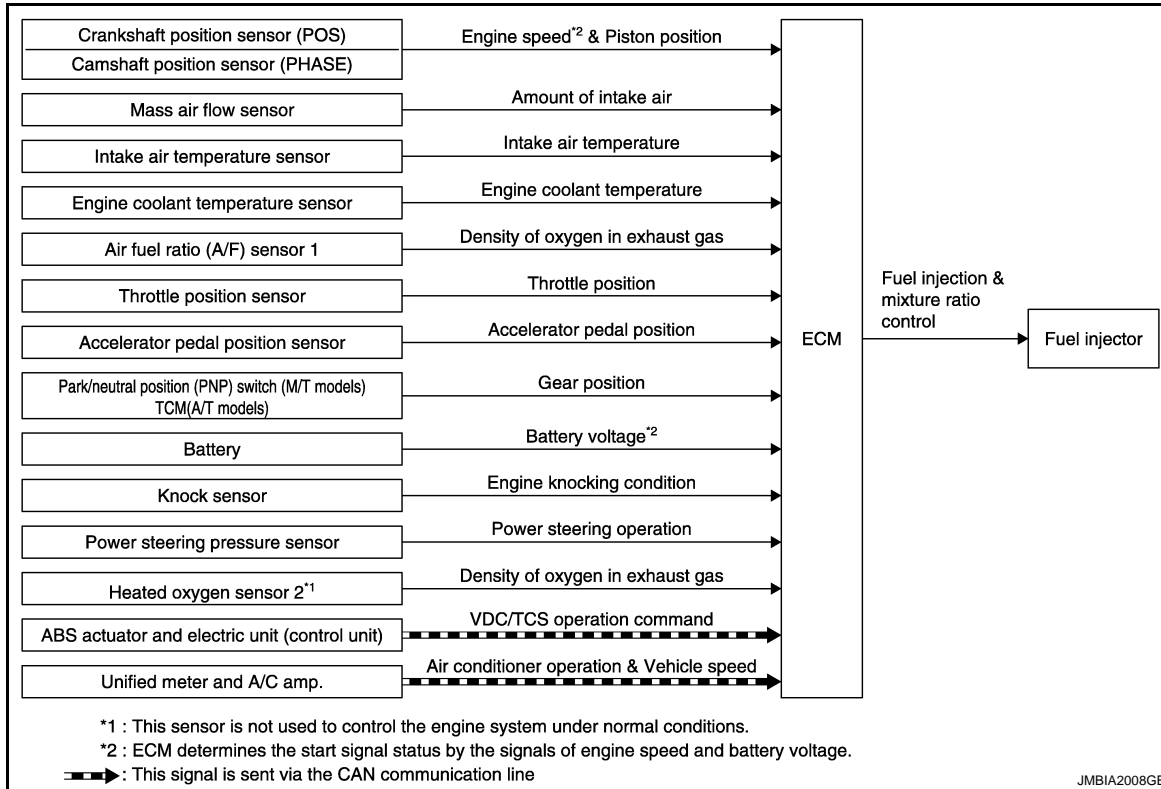 Crankshaft position sensor (POS)
Camshaft position sensor (PHASE)
Engine speed*2 & Piston position
Mass air flow sensor
Amount of intake air
Intake air temperature sensor
Intake air temperature
Engine coolant temperature sensor
Engine coolant temperature
Air fuel ratio (A/F) sensor 1
Density of oxygen in exhaust gas
Throttle position sensor
Throttle position
Accelerator pedal position sensor
Accelerator pedal position
Park/neutral position (PNP) switch (M/T models)
TCM(A/T models)
Gear position
Battery
Battery voltage*2
Knock sensor
Engine knocking condition
Power steering pressure sensor
Power steering operation
Heated oxygen sensor 2*1
Density of oxygen in exhaust gas
ABS actuator and electric unit (control unit)
VDC/TCS operation command
Unified meter and A/C amp.
Air conditioner operation & Vehicle speed
ECM
Fuel injection &
mixture ratio
control
Fuel injector
*1 : This sensor is not used to control the engine system under normal conditions.
*2 : ECM determines the start signal status by the signals of engine speed and battery voltage.
: This signal is sent via the CAN communication line
JMBIA2008GB